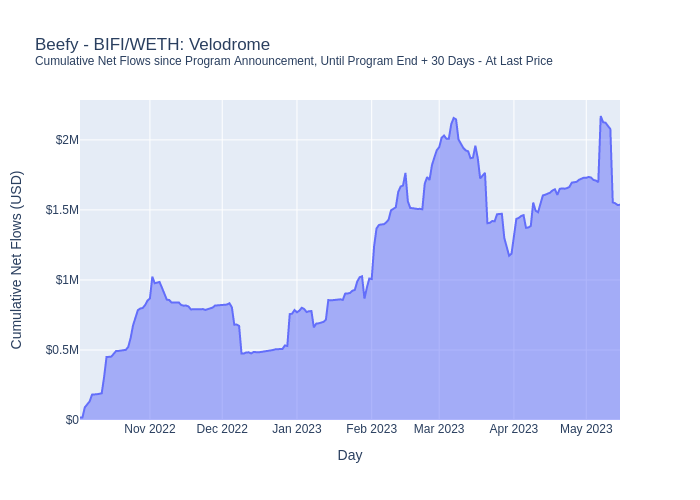 Beefy - BIFI/WETH: Velodrome
Cumulative Net Flows since Program Announcement, Until Program End + 30 Days - At Last Price
Cumulative Net Flows (USD)
$2M
$1.5M
$1M
$0.5M
$0
Nov 2022 Dec 2022 Jan 2023 Feb 2023 Mar 2023 Apr 2023 May 2023
Day